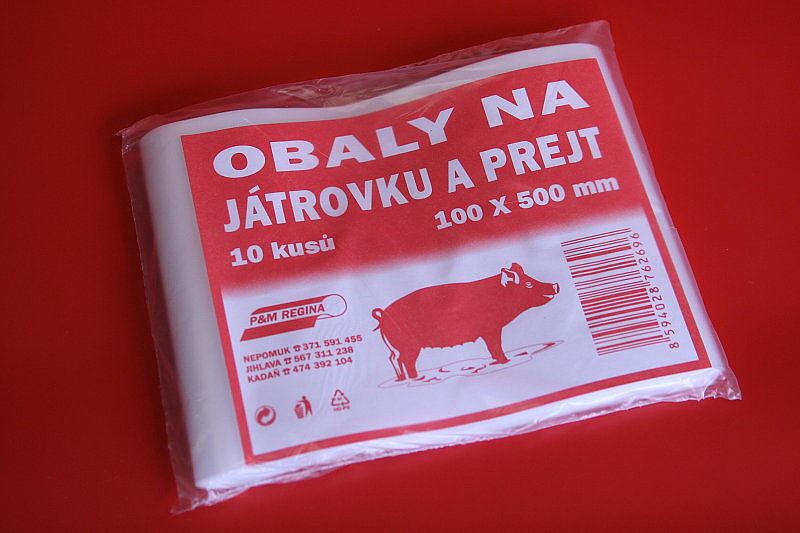 OBALY NA
JÁTROVKU A PREJT
10 kusů
100 X 500 mm
P&M REGINA
NEPOMUK ☎ 371 591 455
JIHLAVA ☎ 567 311 238
KADAŇ ☎ 474 392 104
8 594028 762696